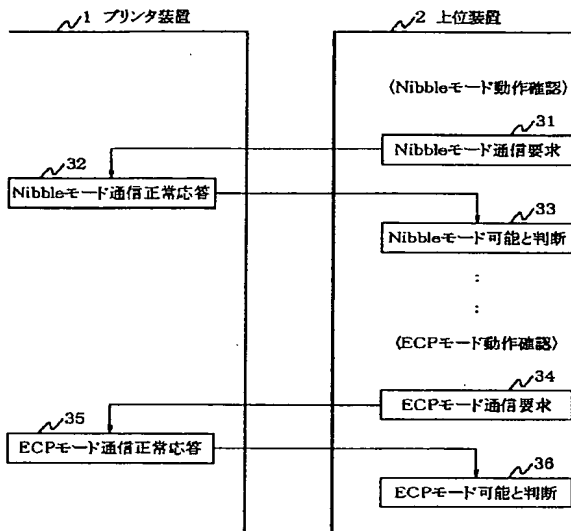 1 プリンタ装置
2 上位装置
〈Nibbleモード動作確認〉
31
Nibbleモード通信要求
32
Nibbleモード通信正常応答
33
Nibbleモード可能と判断
:
:
〈ECPモード動作確認〉
34
ECPモード通信要求
35
ECPモード通信正常応答
36
ECPモード可能と判断